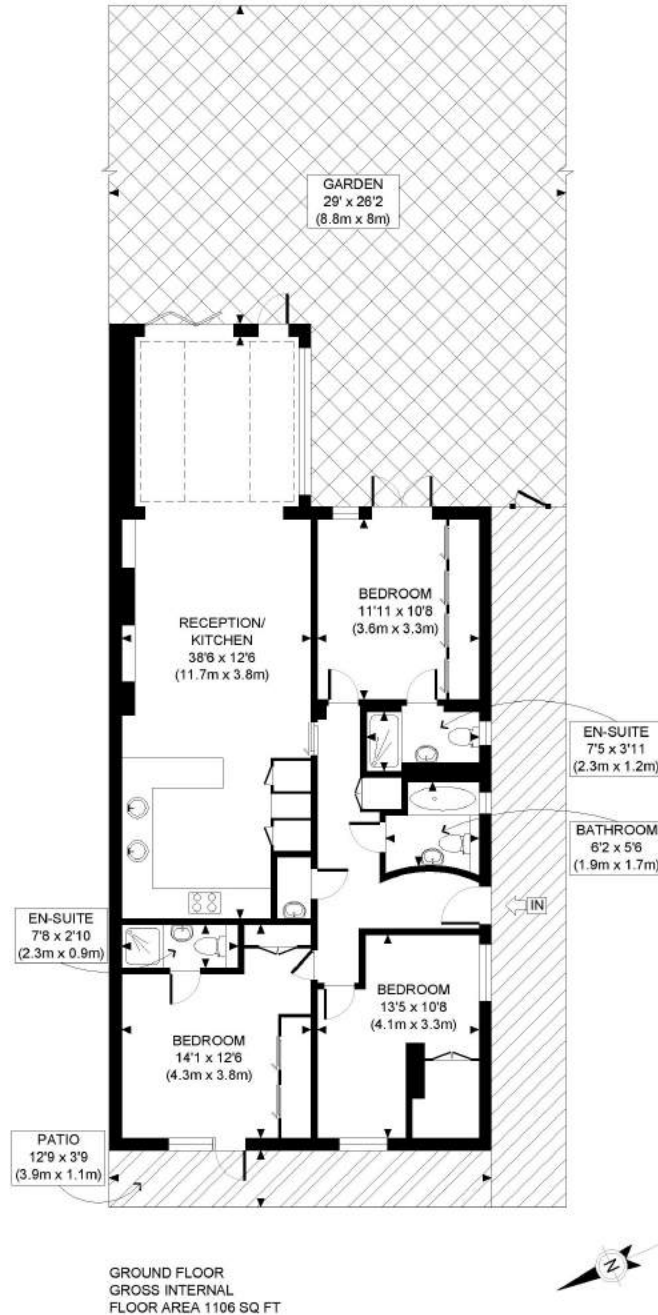 GARDEN
29' x 26'2
(8.8m x 8m)
BEDROOM
11'11 x 10'8
(3.6m x 3.3m)
RECEPTION/
KITCHEN
38'6 x 12'6
(11.7m x 3.8m)
EN-SUITE
7'5 x 3'11
(2.3m x 1.2m)
BATHROOM
6'2 x 5'6
(1.9m x 1.7m)
IN
EN-SUITE
7'8 x 2'10
(2.3m x 0.9m)
BEDROOM
13'5 x 10'8
(4.1m x 3.3m)
BEDROOM
14'1 x 12'6
(4.3m x 3.8m)
PATIO
12'9 x 3'9
(3.9m x 1.1m)
N
GROUND FLOOR
GROSS INTERNAL
FLOOR AREA 1106 SQ FT